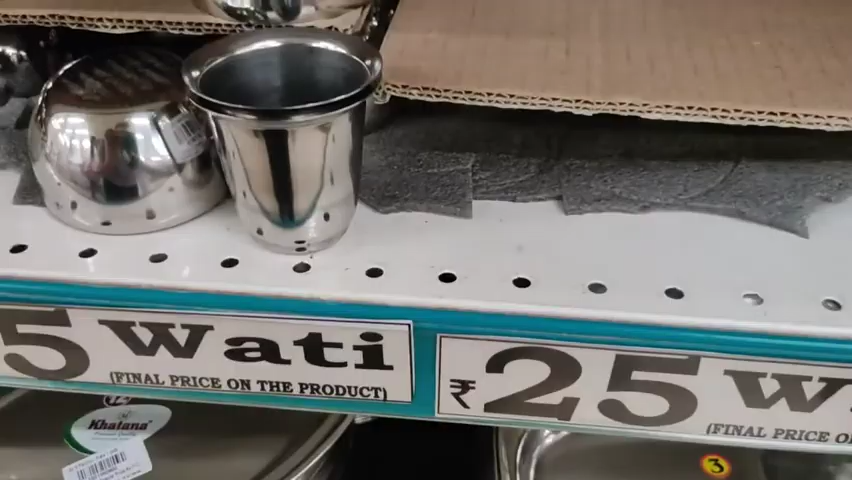 5 Wati
(FINAL PRICE ON THE PRODUCT)
₹ 25 W
(FINAL PRICE O
Khatana
3